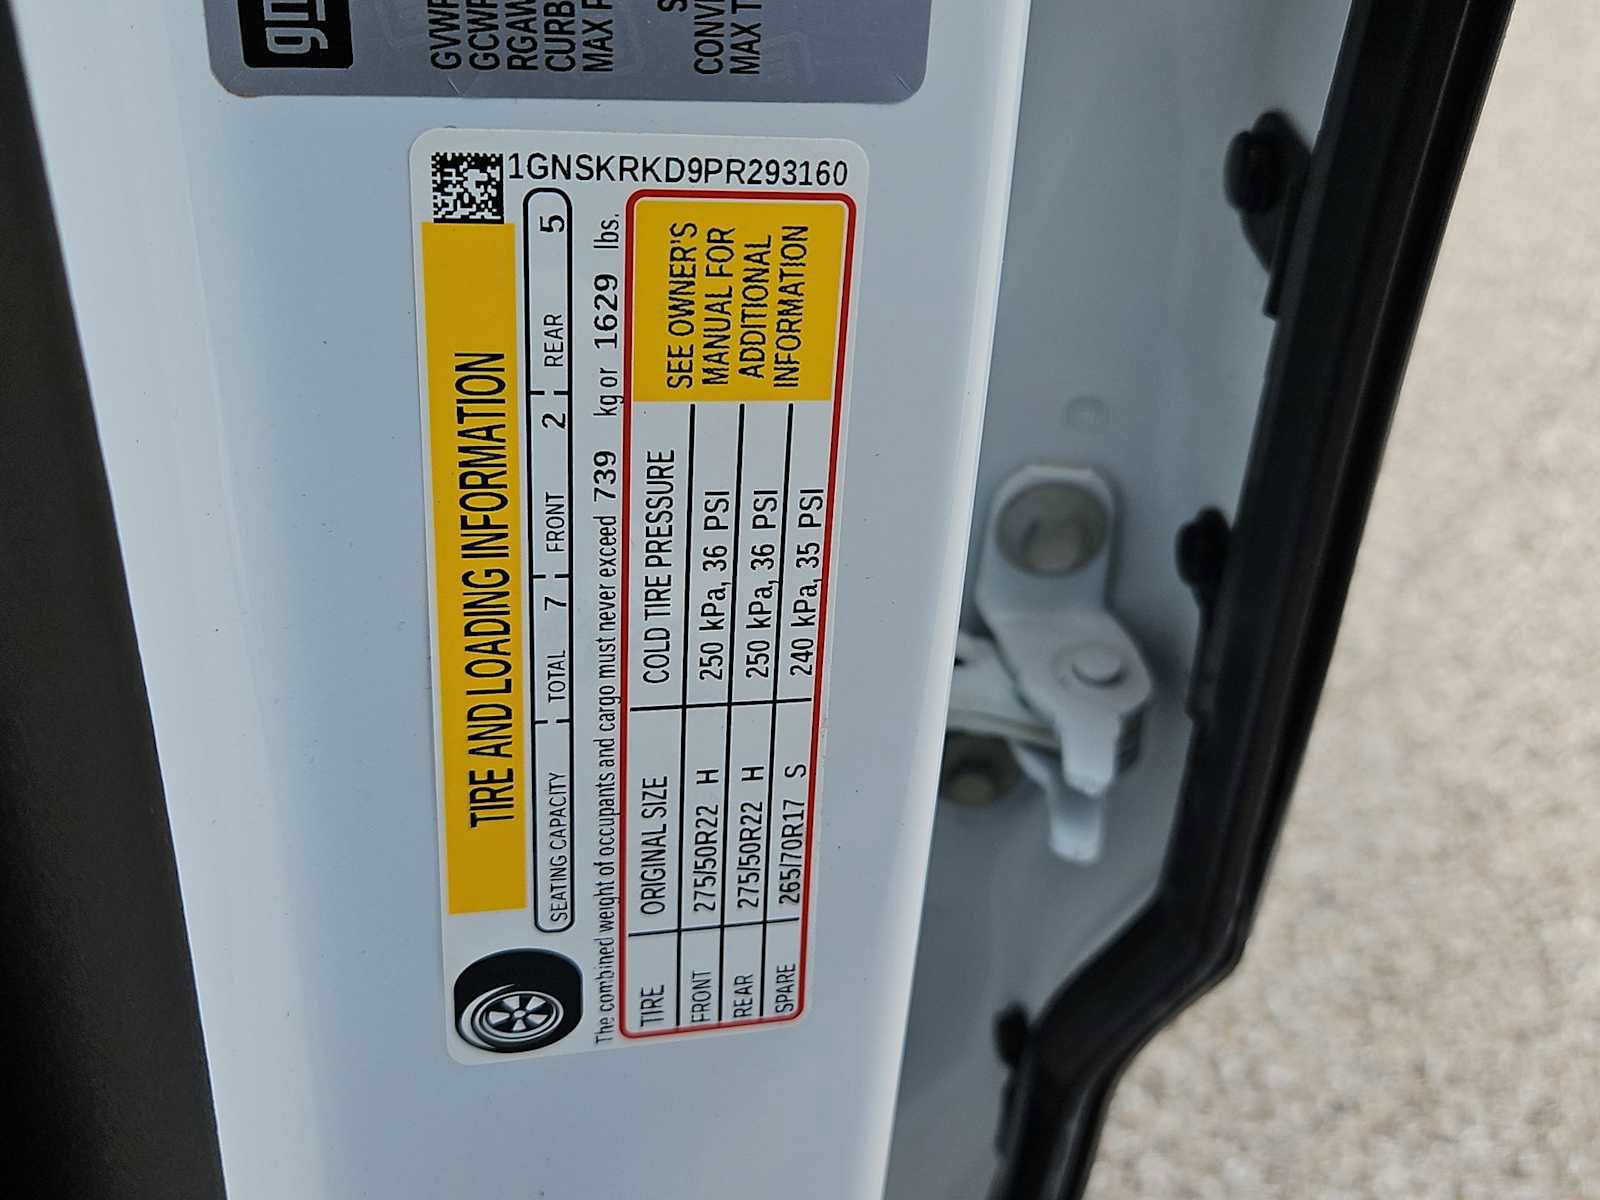 gm
GVWR
GCWR
RGAW
CURB
MAX
CONV
MAX T
1GNSKRKD9PR293160
TIRE AND LOADING INFORMATION
SEATING CAPACITY TOTAL 7 FRONT 2 REAR 5
The combined weight of occupants and cargo must never exceed 739 kg or 1629 lbs.
TIRE ORIGINAL SIZE COLD TIRE PRESSURE
FRONT 275/50R22 H 250 kPa, 36 PSI
REAR 275/50R22 H 250 kPa, 36 PSI
SPARE 265/70R17 S 240 kPa, 35 PSI
SEE OWNER'S
MANUAL FOR
ADDITIONAL
INFORMATION